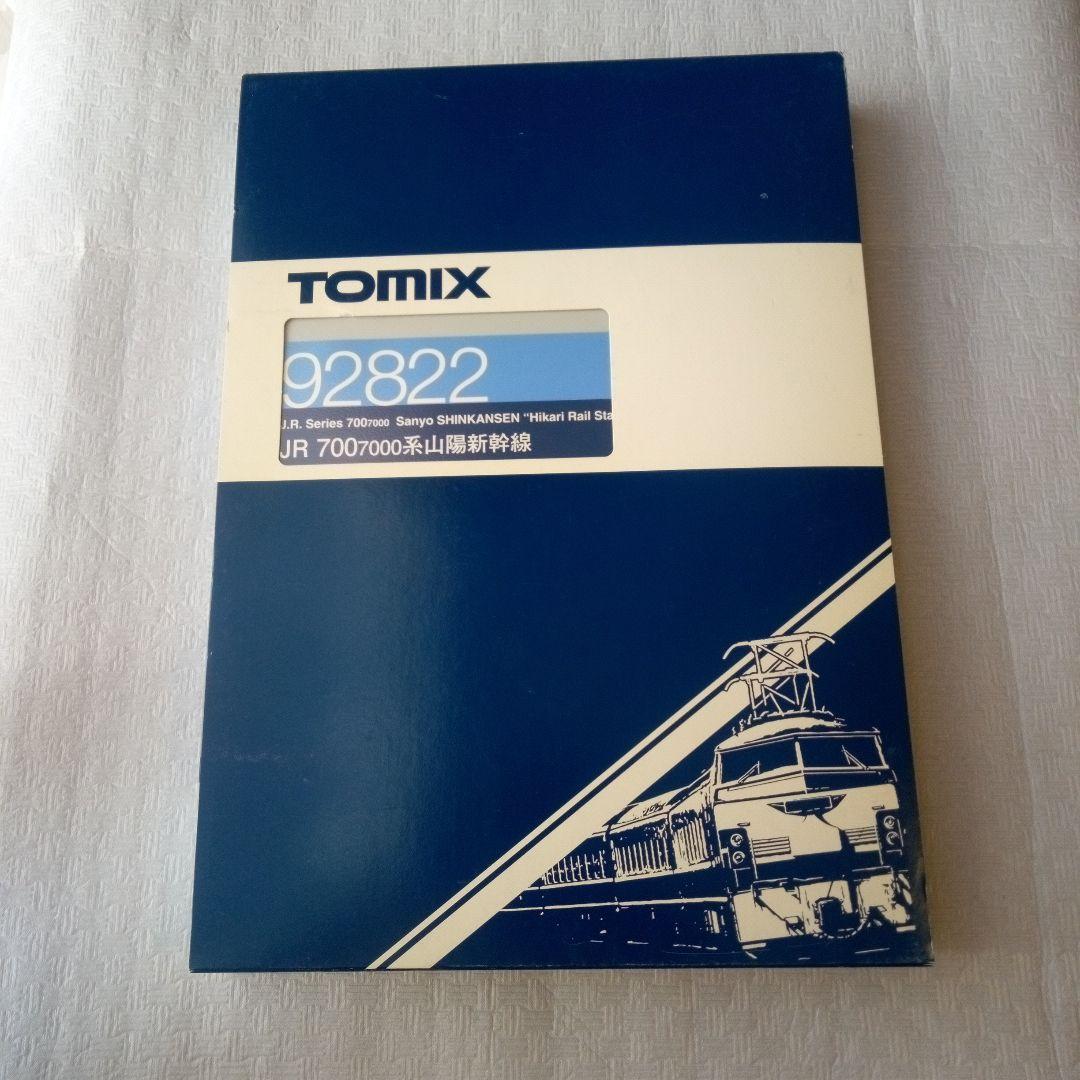 TOMIX
92822
J.R. Series 7007000 Sanyo SHINKANSEN "Hikari Rail Sta
JR 7007000系山陽新幹線